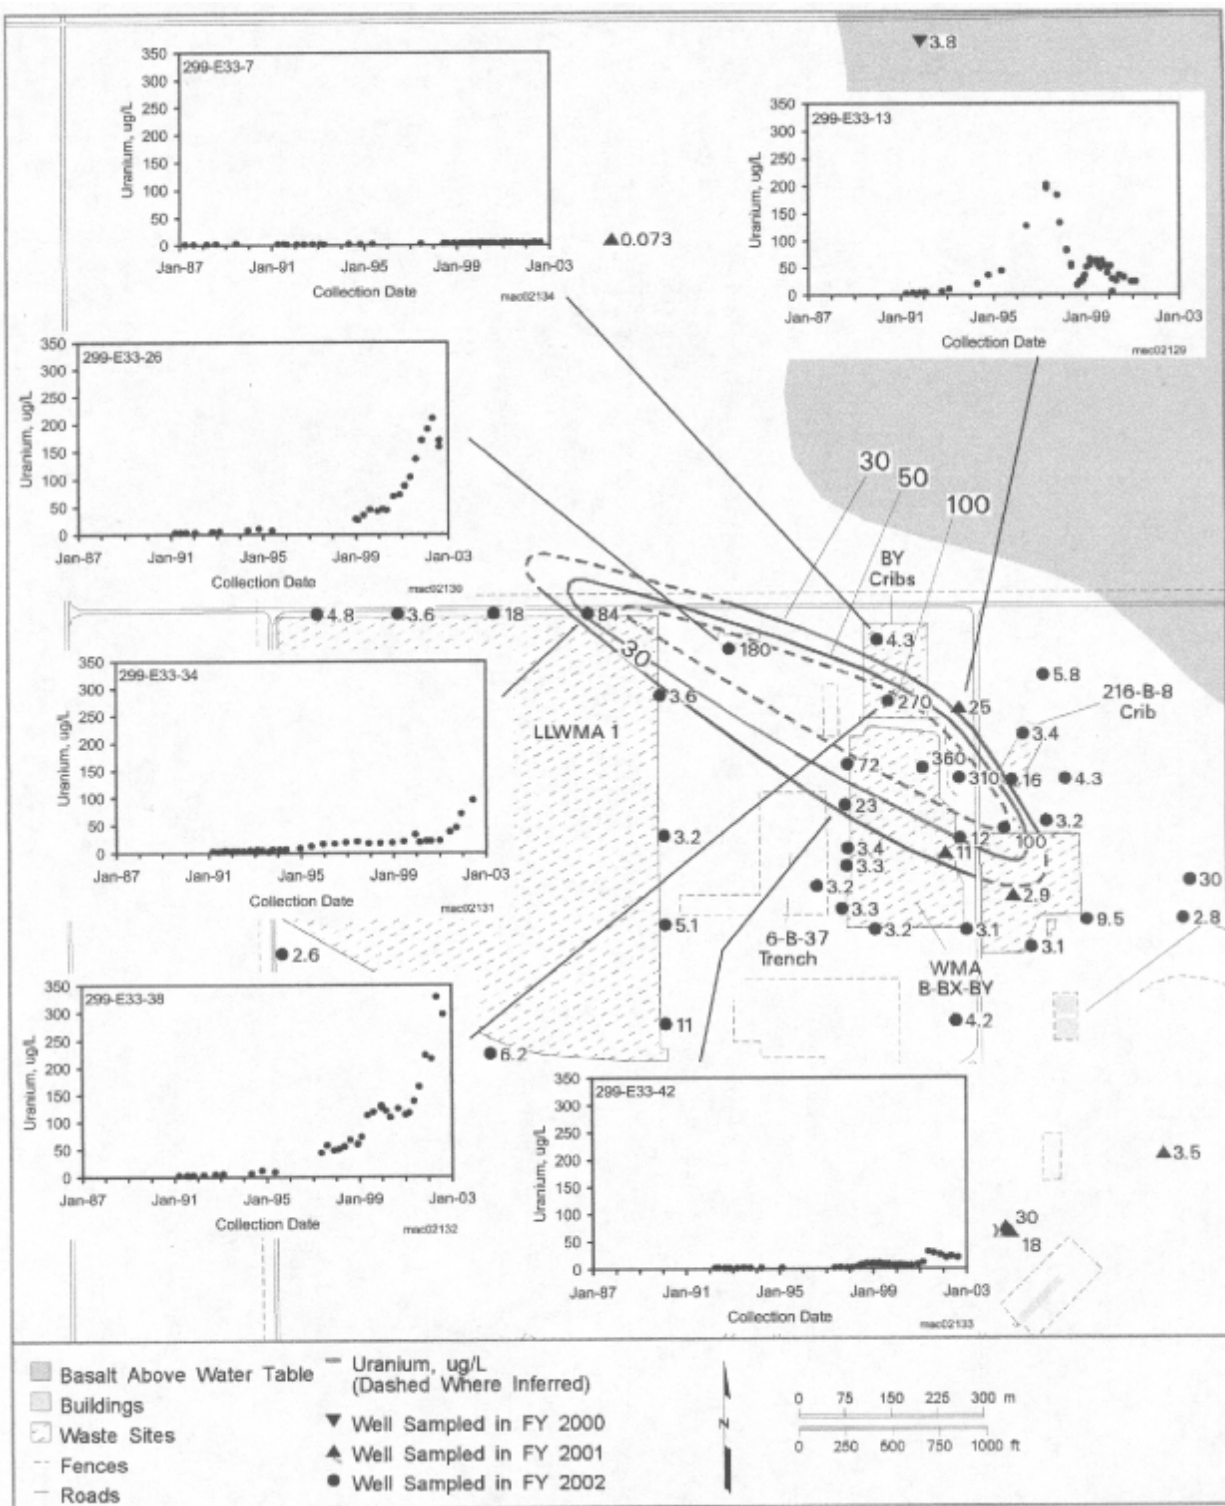 3.8
299-E33-7
Uranium, ug/L
350
300
250
200
150
100
50
0
Jan-87 Jan-91 Jan-95 Jan-99 Jan-03
Collection Date
mac02134
0.073
299-E33-13
Uranium, ug/L
350
300
250
200
150
100
50
0
Jan-87 Jan-91 Jan-95 Jan-99 Jan-03
Collection Date
mac02129
299-E33-26
Uranium, ug/L
350
300
250
200
150
100
50
0
Jan-87 Jan-91 Jan-95 Jan-99 Jan-03
Collection Date
mac02130
30
50
100
BY
Cribs
4.8 3.6 18 84
180
4.3
30
5.8
3.6
270
25
216-B-8
Crib
LLWMA 1
3.4
72
360
310
16
4.3
23
3.2
3.2
12
100
3.4
11
3.3
3.2
2.9
30
3.3
3.2
3.1
9.5
2.8
5.1
6-B-37
Trench
3.1
WMA
B-BX-BY
2.6
11
4.2
6.2
299-E33-34
Uranium, ug/L
350
300
250
200
150
100
50
0
Jan-87 Jan-91 Jan-95 Jan-99 Jan-03
Collection Date
mac02131
299-E33-38
Uranium, ug/L
350
300
250
200
150
100
50
0
Jan-87 Jan-91 Jan-95 Jan-99 Jan-03
Collection Date
mac02132
299-E33-42
Uranium, ug/L
350
300
250
200
150
100
50
0
Jan-87 Jan-91 Jan-95 Jan-99 Jan-03
Collection Date
mac02133
3.5
30
18
Basalt Above Water Table
Buildings
Waste Sites
Fences
Roads
Uranium, ug/L
(Dashed Where Inferred)
Well Sampled in FY 2000
Well Sampled in FY 2001
Well Sampled in FY 2002
N
0 75 150 225 300 m
0 250 500 750 1000 ft